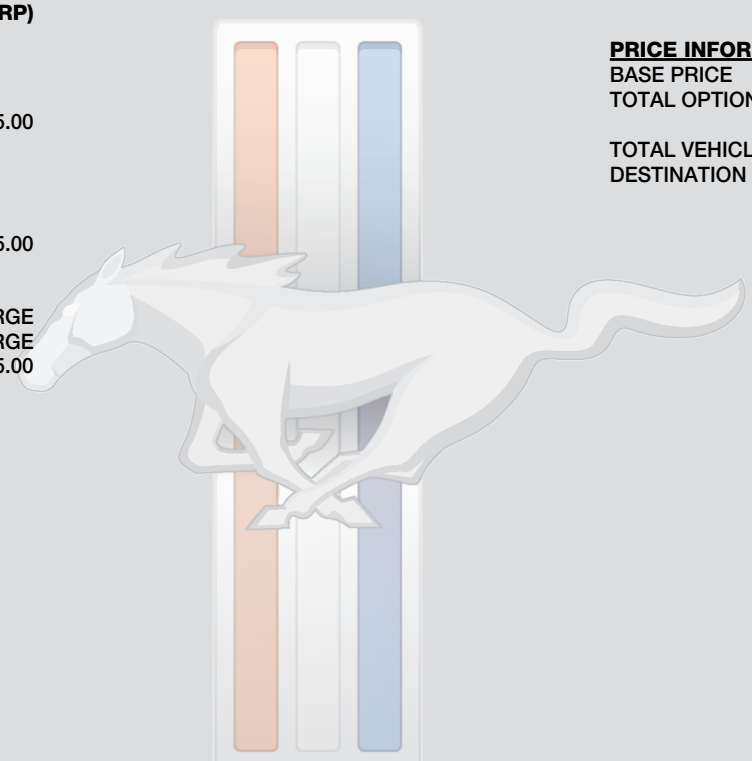 RP)
5.00
5.00
RGE
RGE
5.00
PRICE INFOR
BASE PRICE
TOTAL OPTION
TOTAL VEHICL
DESTINATION